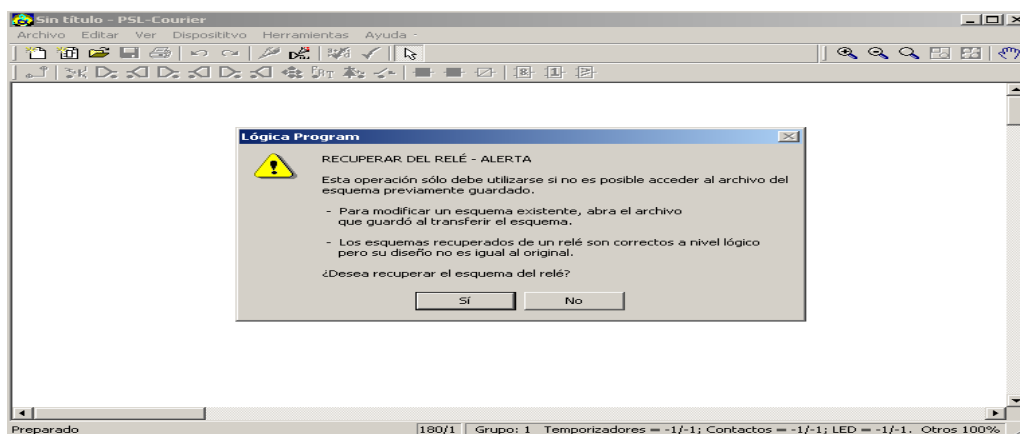 Sin título - PSL-Courier
Archivo Editar Ver Disposititvo Herramientas Ayuda
Lógica Program
RECUPERAR DEL RELÉ - ALERTA
Esta operación sólo debe utilizarse si no es posible acceder al archivo del
esquema previamente guardado.
- Para modificar un esquema existente, abra el archivo
que guardó al transferir el esquema.
- Los esquemas recuperados de un relé son correctos a nivel lógico
pero su diseño no es igual al original.
¿Desea recuperar el esquema del relé?
Sí No
Preparado 180/1 Grupo: 1 Temporizadores = -1/-1; Contactos = -1/-1; LED = -1/-1. Otros 100%